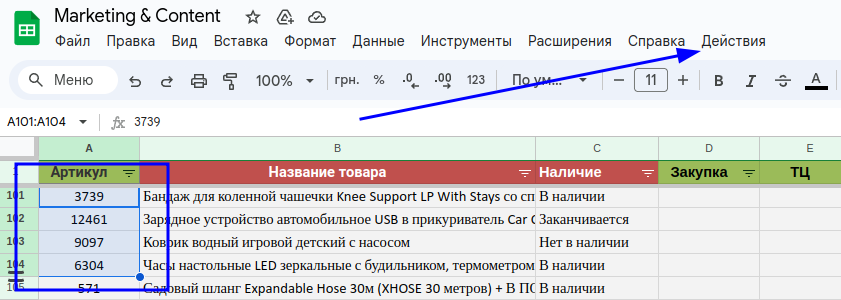 Marketing & Content
Файл Правка Вид Вставка Формат Данные Инструменты Расширения Справка Действия
Меню 100% грн. % .0 .00 123 По ум... 11 B I S A
A101:A104 fx 3739
A B C D E
1 Артикул Название товара Наличие Закупка ТЦ
101 3739 Бандаж для коленной чашечки Knee Support LP With Stays со сп В наличии
102 12461 Зарядное устройство автомобильное USB в прикуриватель Car C Заканчивается
103 9097 Коврик водный игровой детский с насосом Нет в наличии
104 6304 Часы настольные LED зеркальные с будильником, термометром В наличии
105 571 Садовый шланг Expandable Hose 30м (XHOSE 30 метров) + В ПО В наличии